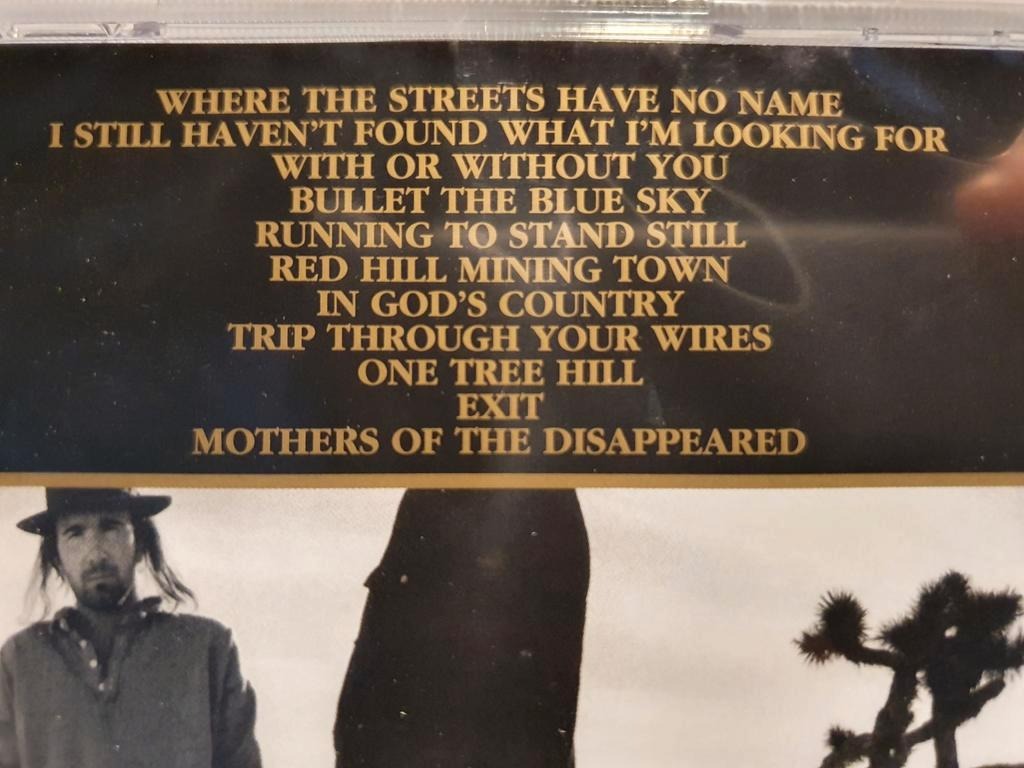 WHERE THE STREETS HAVE NO NAME
I STILL HAVEN'T FOUND WHAT I'M LOOKING FOR
WITH OR WITHOUT YOU
BULLET THE BLUE SKY
RUNNING TO STAND STILL
RED HILL MINING TOWN
IN GOD'S COUNTRY
TRIP THROUGH YOUR WIRES
ONE TREE HILL
EXIT
MOTHERS OF THE DISAPPEARED